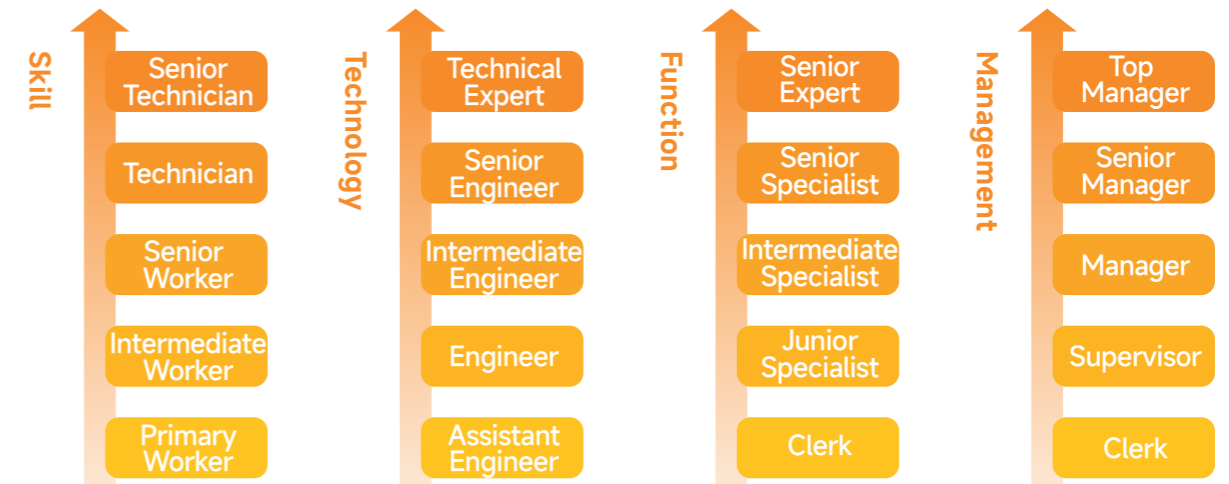 Skill
Senior
Technician
Technician
Senior
Worker
Intermediate
Worker
Primary
Worker
Technology
Technical
Expert
Senior
Engineer
Intermediate
Engineer
Engineer
Assistant
Engineer
Function
Senior
Expert
Senior
Specialist
Intermediate
Specialist
Junior
Specialist
Clerk
Management
Top
Manager
Senior
Manager
Manager
Supervisor
Clerk